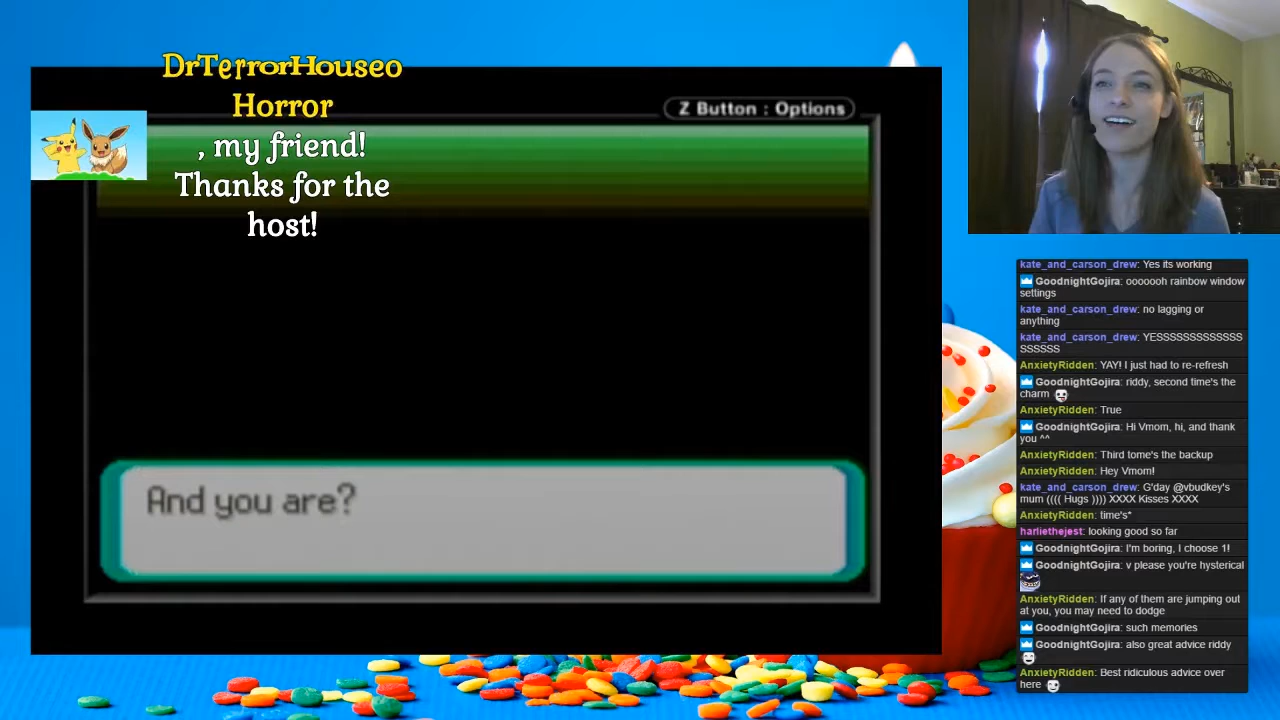 DrTerrorHouseo
Horror
, my friend!
Thanks for the
host!
Z Button : Options
And you are?
kate_and_carson_drew: Yes its working
GoodnightGojira: ooooooh rainbow window
settings
kate_and_carson_drew: no lagging or
anything
kate_and_carson_drew: YESSSSSSSSSSSSS
SSSSSS
AnxietyRidden: YAY! I just had to re-refresh
GoodnightGojira: riddy, second time's the
charm
AnxietyRidden: True
GoodnightGojira: Hi Vmom, hi, and thank
you ^^
AnxietyRidden: Third tome's the backup
AnxietyRidden: Hey Vmom!
kate_and_carson_drew: G'day @vbudkey's
mum (((( Hugs )))) XXXX Kisses XXXX
AnxietyRidden: time's*
harliethejest: looking good so far
GoodnightGojira: I'm boring, I choose 1!
GoodnightGojira: v please you're hysterical
AnxietyRidden: If any of them are jumping out
at you, you may need to dodge
GoodnightGojira: such memories
GoodnightGojira: also great advice riddy
AnxietyRidden: Best ridiculous advice over
here